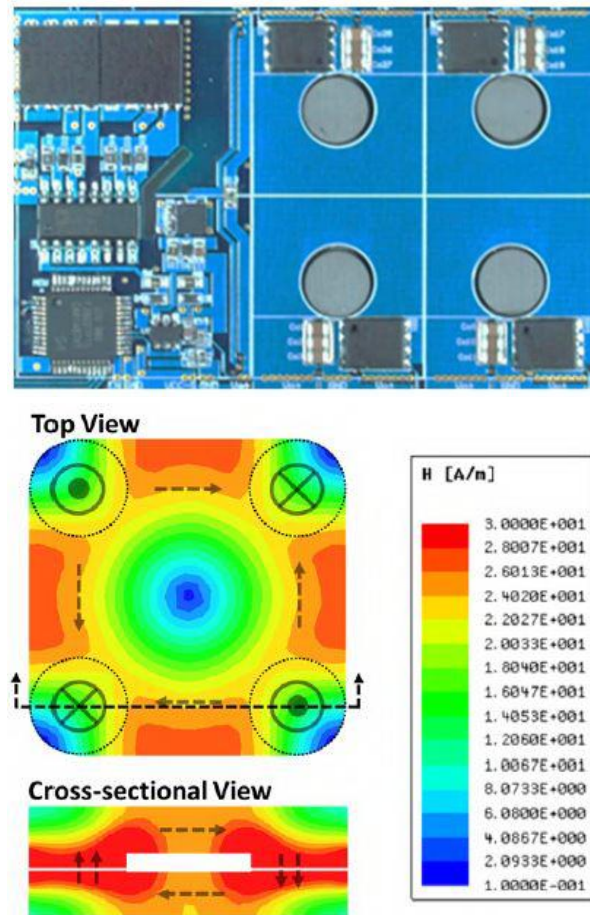 Top View
H [A/m]
3.0000E+001
2.8007E+001
2.6013E+001
2.4020E+001
2.2027E+001
2.0033E+001
1.8040E+001
1.6047E+001
1.4053E+001
1.2060E+001
1.0067E+001
8.0733E+000
6.0800E+000
4.0867E+000
2.0933E+000
1.0000E-001
Cross-sectional View